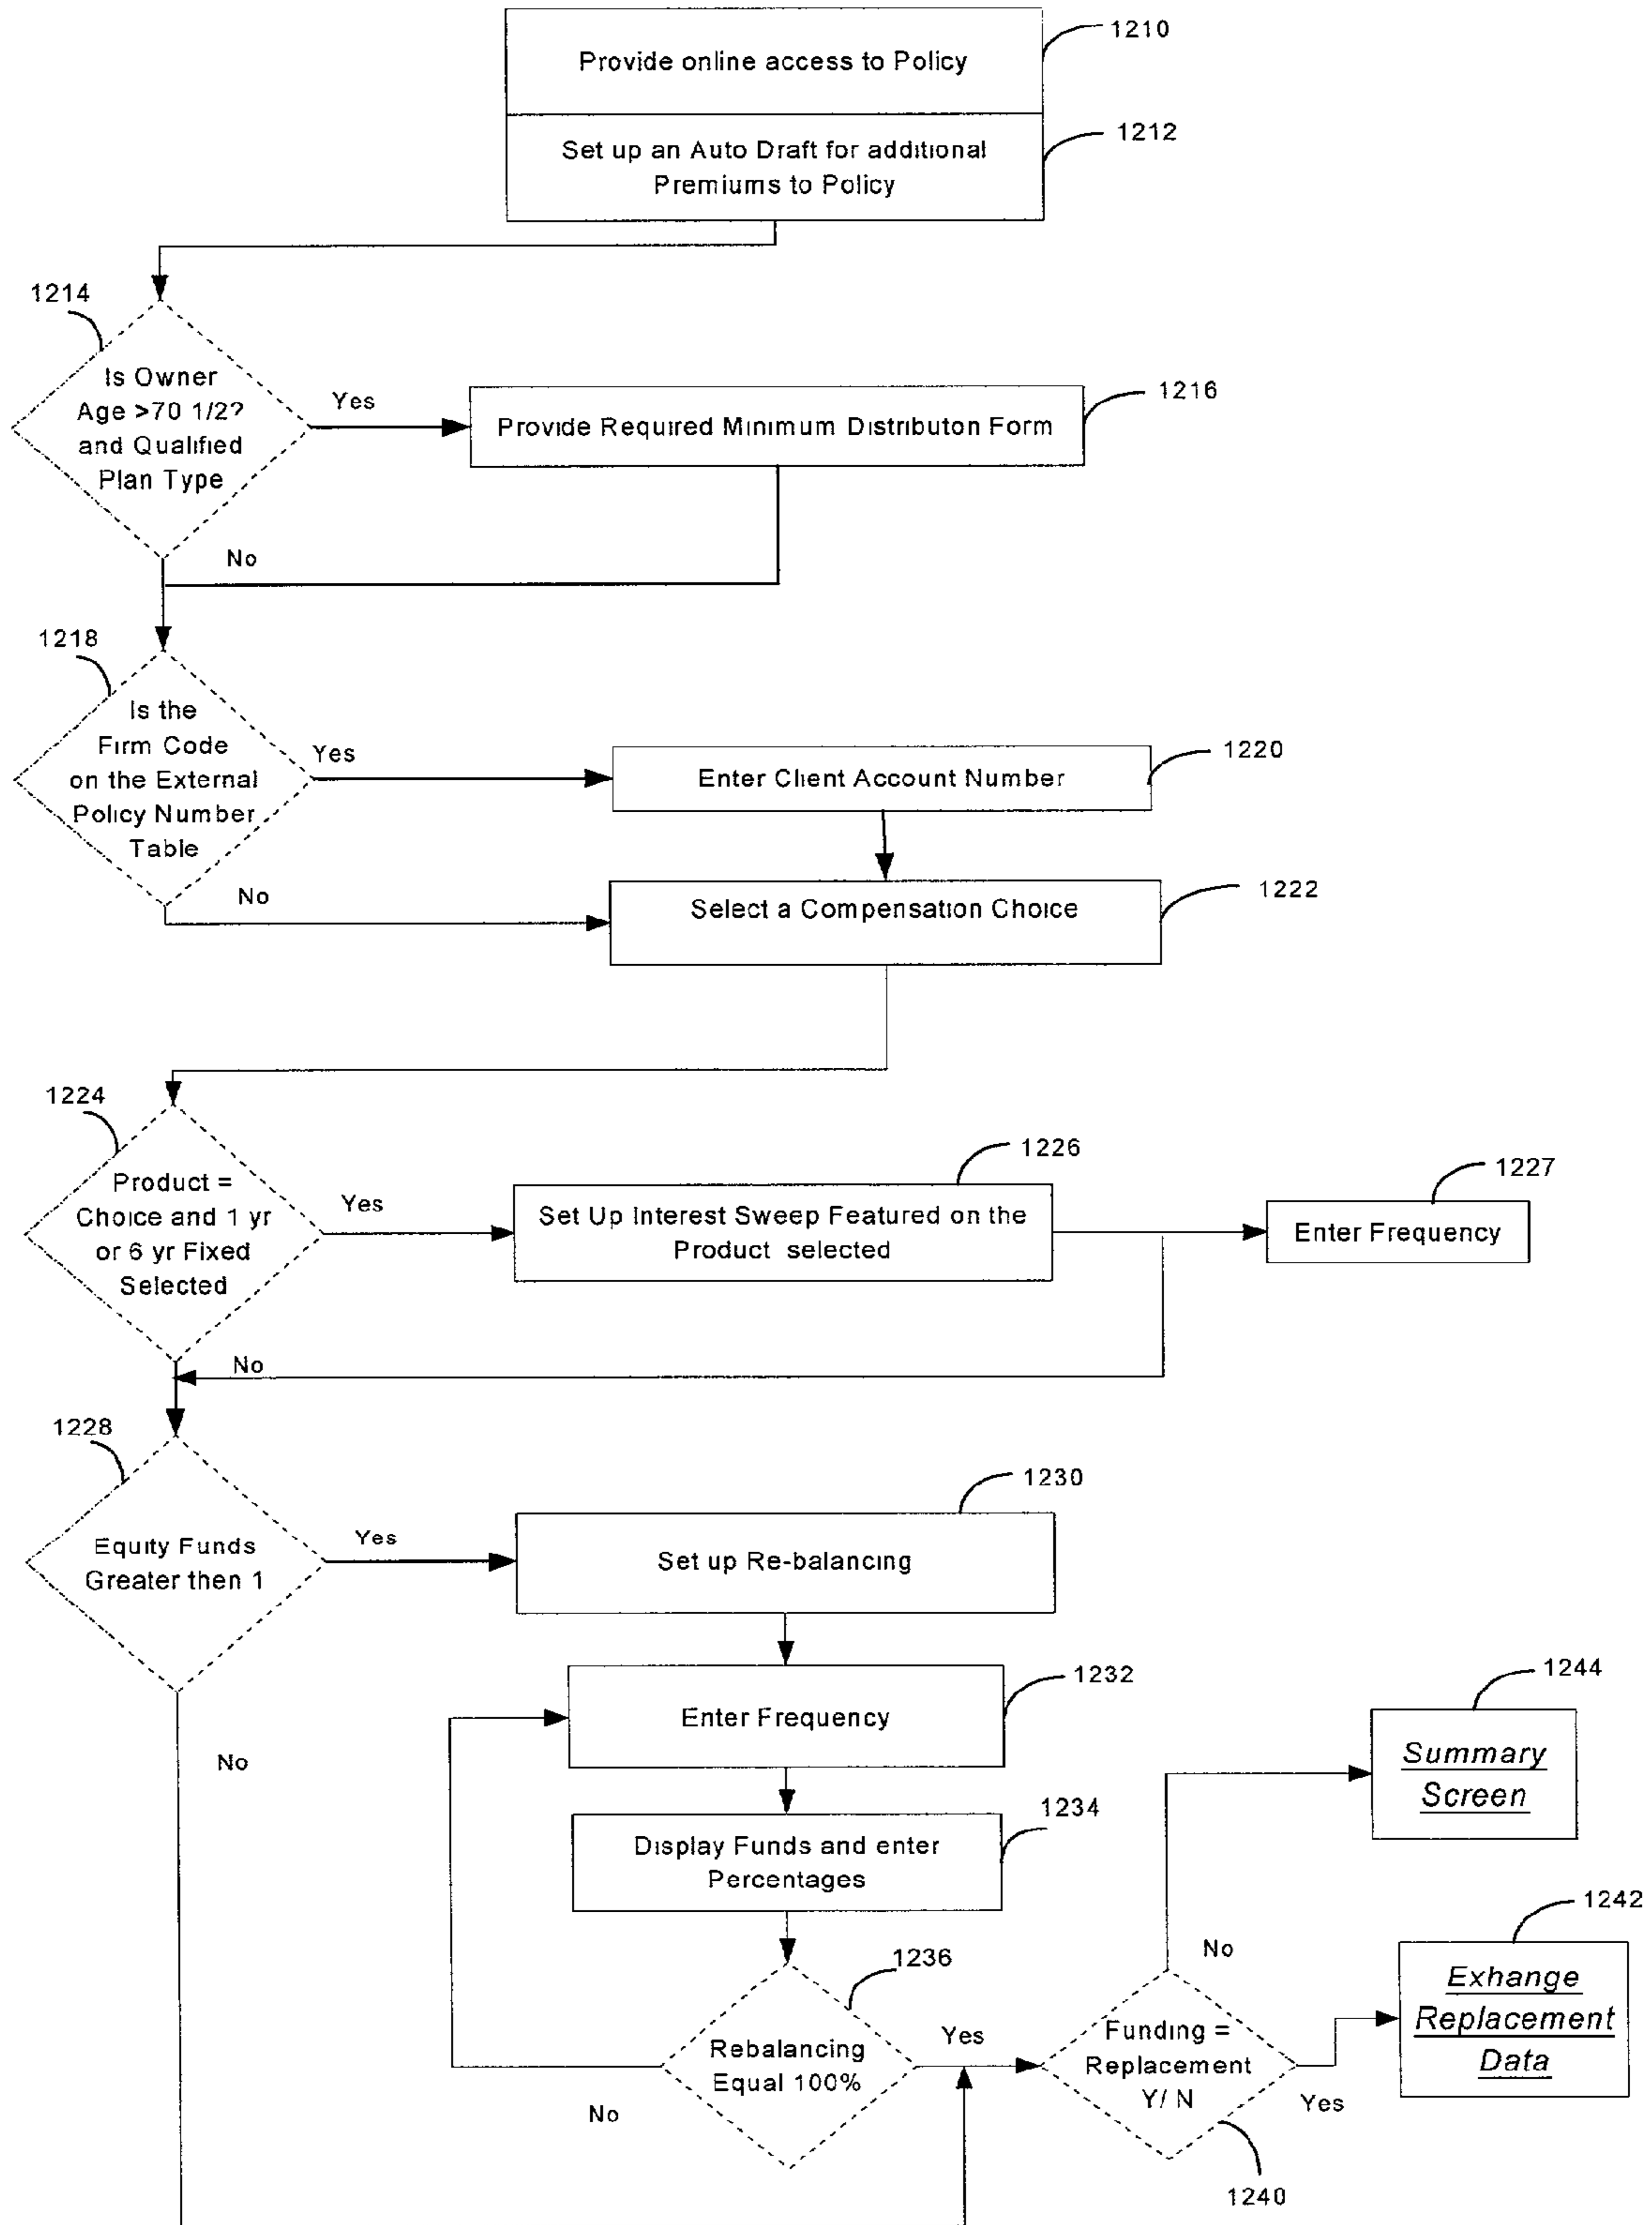 1210
Provide online access to Policy
1212
Set up an Auto Draft for additional
Premiums to Policy
1214
Is Owner
Age >70 1/2?
and Qualified
Plan Type
Yes
1216
Provide Required Minimum Distributon Form
No
1218
Is the
Firm Code
on the External
Policy Number
Table
Yes
1220
Enter Client Account Number
No
1222
Select a Compensation Choice
1224
Product =
Choice and 1 yr
or 6 yr Fixed
Selected
Yes
1226
Set Up Interest Sweep Featured on the
Product selected
1227
Enter Frequency
No
1228
Equity Funds
Greater then 1
Yes
1230
Set up Re-balancing
No
1232
Enter Frequency
1234
Display Funds and enter
Percentages
1236
Rebalancing
Equal 100%
No
Yes
Funding =
Replacement
Y/ N
1240
No
1244
Summary
Screen
Yes
1242
Exhange
Replacement
Data